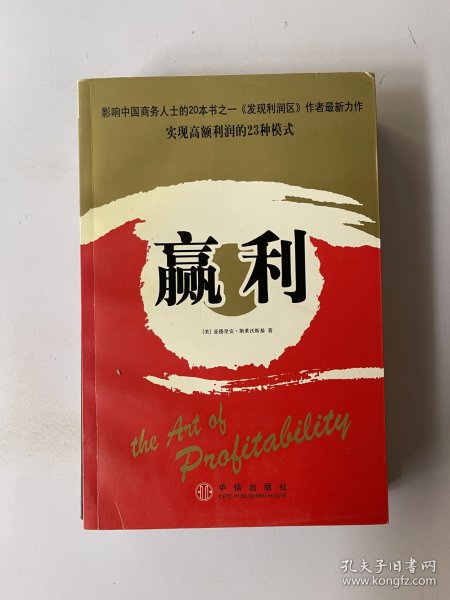 影响中国商务人士的20本书之一《发现利润区》作者最新力作
实现高额利润的23种模式
赢利
[美] 亚德里安·斯莱沃斯基 著
the Art of
Profitability
中信出版社
CITIC PUBLISHING HOUSE
孔夫子旧书网
www.kongfz.com